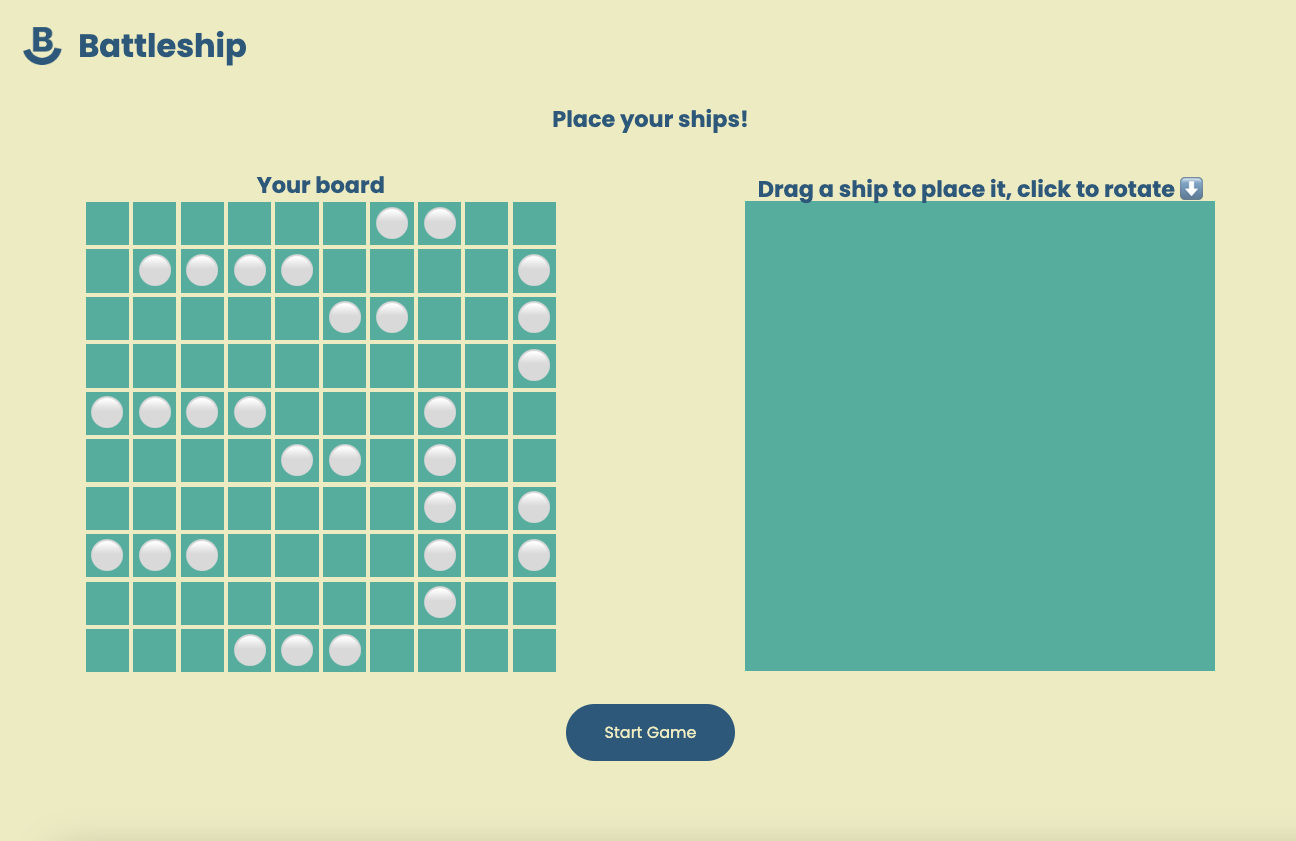 B Battleship
Place your ships!
Your board
Drag a ship to place it, click to rotate ⬇️
Start Game